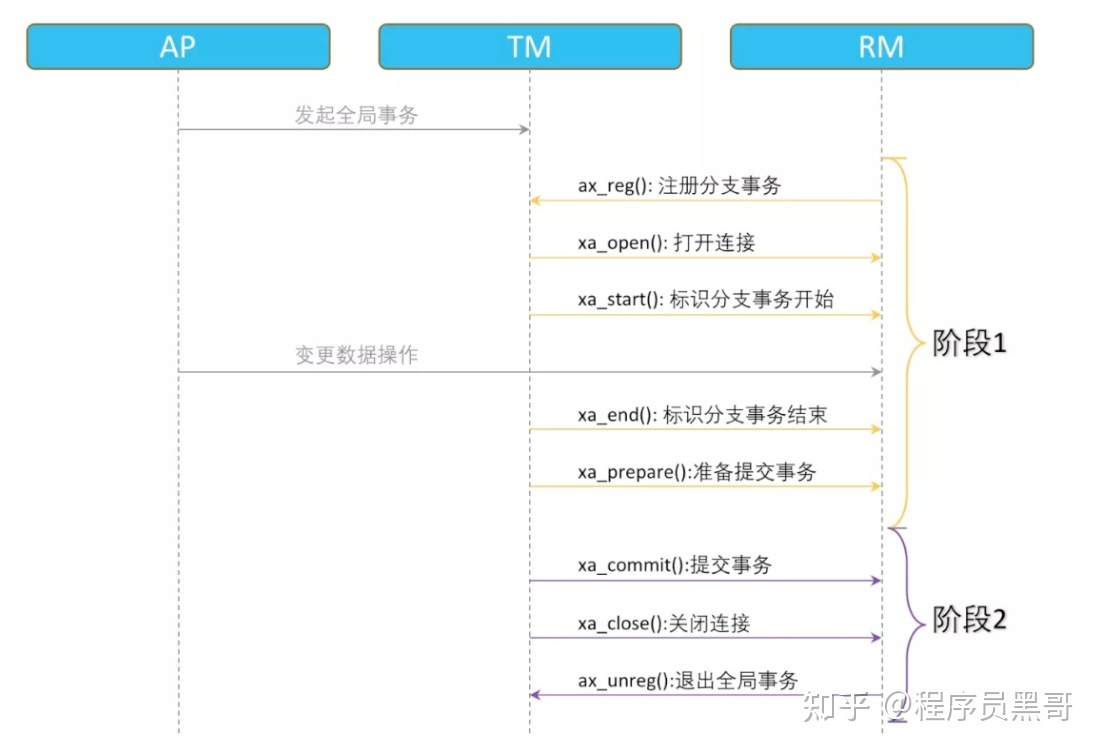 AP
TM
RM
发起全局事务
ax_reg(): 注册分支事务
xa_open(): 打开连接
xa_start(): 标识分支事务开始
阶段1
变更数据操作
xa_end(): 标识分支事务结束
xa_prepare():准备提交事务
xa_commit():提交事务
xa_close():关闭连接
阶段2
ax_unreg():退出全局事务
知乎 @程序员黑哥